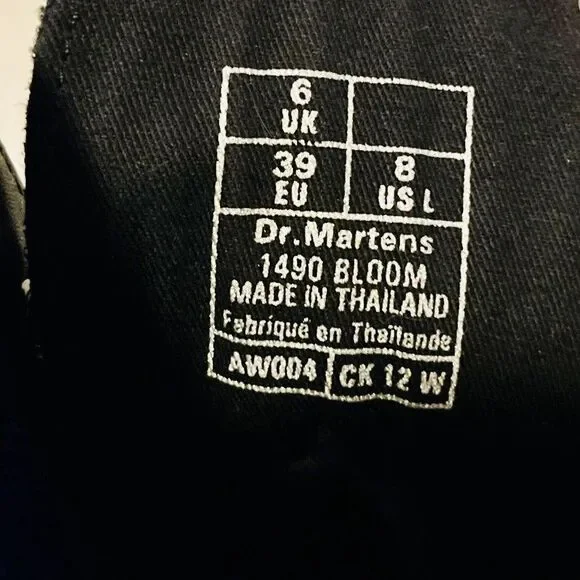 6
UK
39
EU
8
US L
Dr.Martens
1490 BLOOM
MADE IN THAILAND
Fabriqué en Thaïlande
AW004
CK 12 W